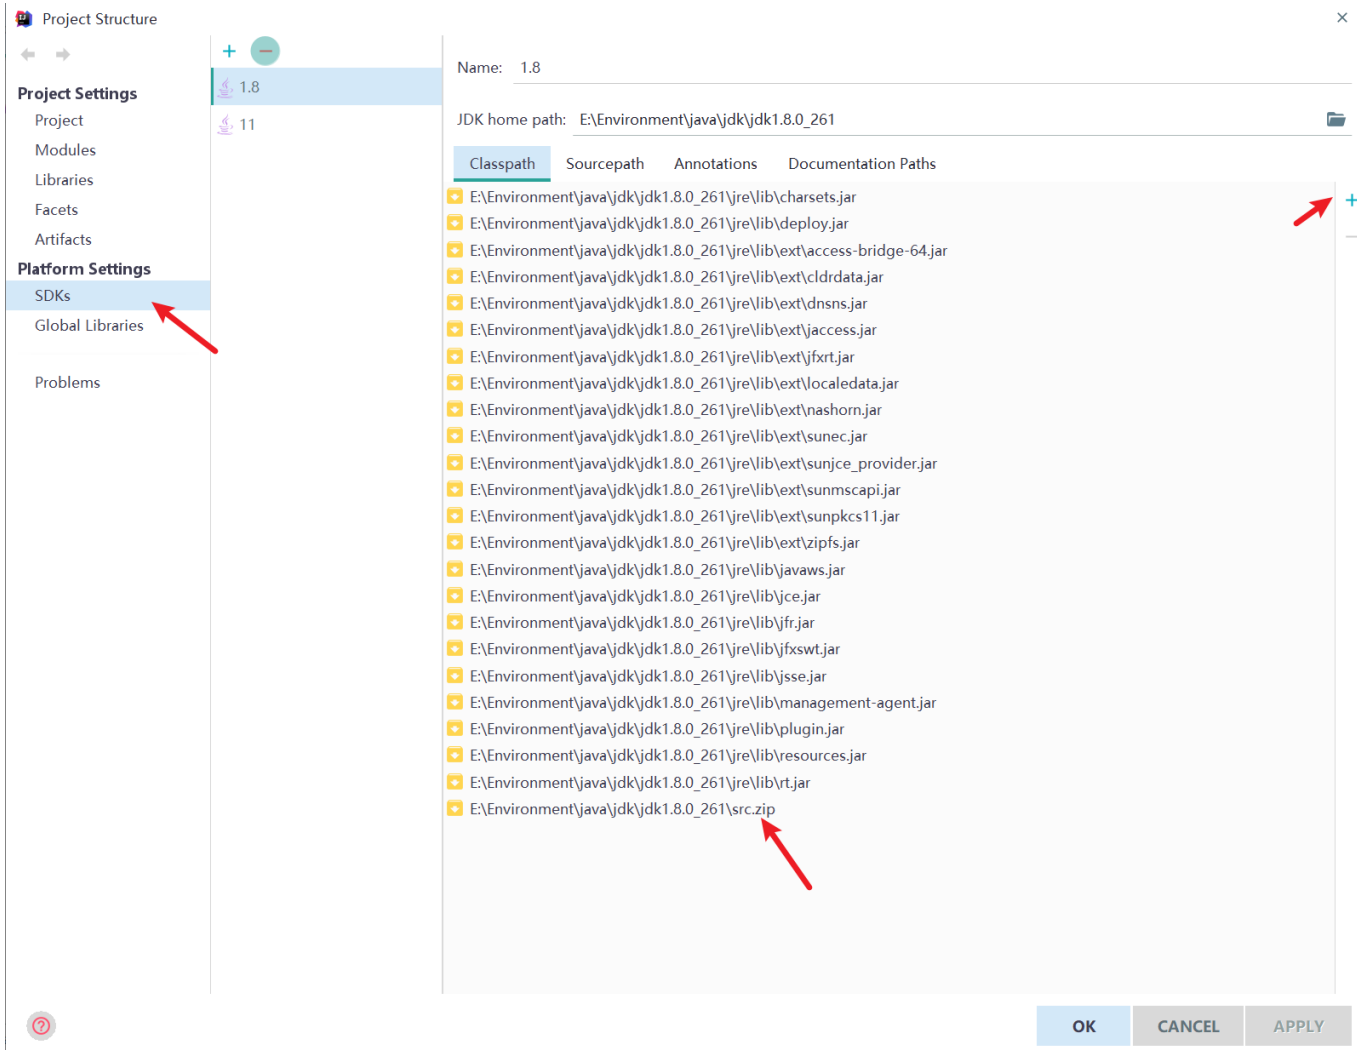 Project Structure
Project Settings
Project
Modules
Libraries
Facets
Artifacts
Platform Settings
SDKs
Global Libraries
Problems
1.8
11
Name: 1.8
JDK home path: E:\Environment\java\jdk\jdk1.8.0_261
Classpath Sourcepath Annotations Documentation Paths
E:\Environment\java\jdk\jdk1.8.0_261\jre\lib\charsets.jar
E:\Environment\java\jdk\jdk1.8.0_261\jre\lib\deploy.jar
E:\Environment\java\jdk\jdk1.8.0_261\jre\lib\ext\access-bridge-64.jar
E:\Environment\java\jdk\jdk1.8.0_261\jre\lib\ext\cldrdata.jar
E:\Environment\java\jdk\jdk1.8.0_261\jre\lib\ext\dnsns.jar
E:\Environment\java\jdk\jdk1.8.0_261\jre\lib\ext\jaccess.jar
E:\Environment\java\jdk\jdk1.8.0_261\jre\lib\ext\jfxrt.jar
E:\Environment\java\jdk\jdk1.8.0_261\jre\lib\ext\localedata.jar
E:\Environment\java\jdk\jdk1.8.0_261\jre\lib\ext\nashorn.jar
E:\Environment\java\jdk\jdk1.8.0_261\jre\lib\ext\sunec.jar
E:\Environment\java\jdk\jdk1.8.0_261\jre\lib\ext\sunjce_provider.jar
E:\Environment\java\jdk\jdk1.8.0_261\jre\lib\ext\sunmscapi.jar
E:\Environment\java\jdk\jdk1.8.0_261\jre\lib\ext\sunpkcs11.jar
E:\Environment\java\jdk\jdk1.8.0_261\jre\lib\ext\zipfs.jar
E:\Environment\java\jdk\jdk1.8.0_261\jre\lib\javaws.jar
E:\Environment\java\jdk\jdk1.8.0_261\jre\lib\jce.jar
E:\Environment\java\jdk\jdk1.8.0_261\jre\lib\jfr.jar
E:\Environment\java\jdk\jdk1.8.0_261\jre\lib\jfxswt.jar
E:\Environment\java\jdk\jdk1.8.0_261\jre\lib\jsse.jar
E:\Environment\java\jdk\jdk1.8.0_261\jre\lib\management-agent.jar
E:\Environment\java\jdk\jdk1.8.0_261\jre\lib\plugin.jar
E:\Environment\java\jdk\jdk1.8.0_261\jre\lib\resources.jar
E:\Environment\java\jdk\jdk1.8.0_261\jre\lib\rt.jar
E:\Environment\java\jdk\jdk1.8.0_261\src.zip
OK CANCEL APPLY